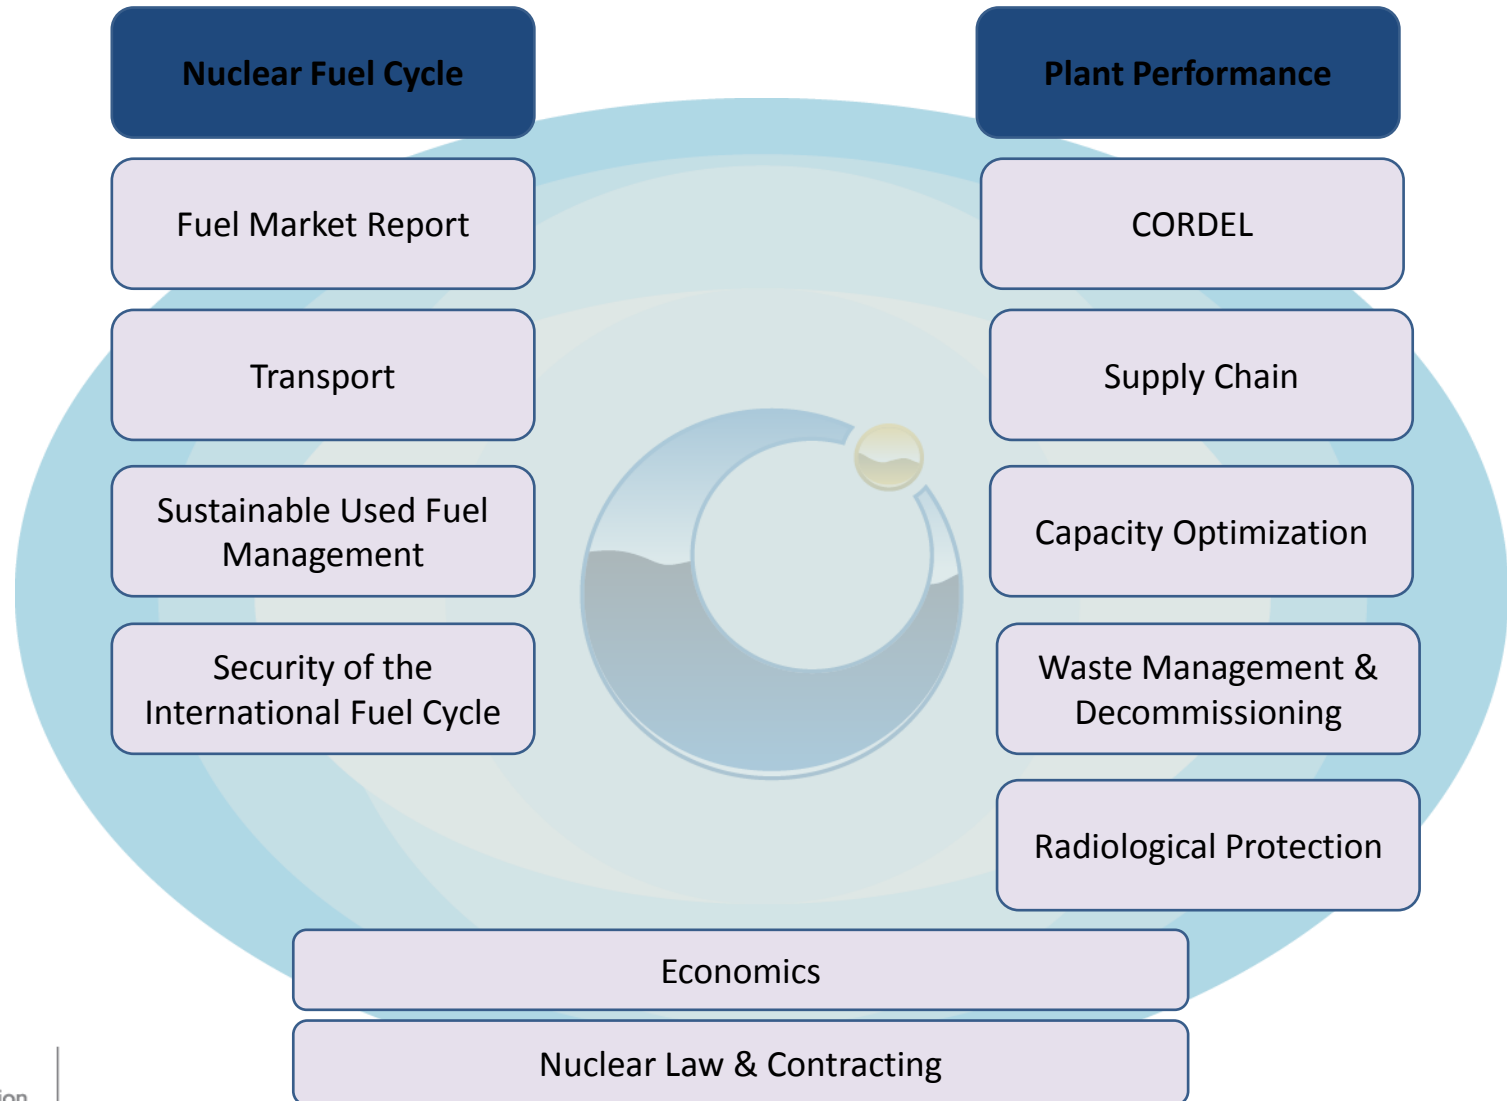 Nuclear Fuel Cycle
Fuel Market Report
Transport
Sustainable Used Fuel
Management
Security of the
International Fuel Cycle
Plant Performance
CORDEL
Supply Chain
Capacity Optimization
Waste Management &
Decommissioning
Radiological Protection
Economics
Nuclear Law & Contracting